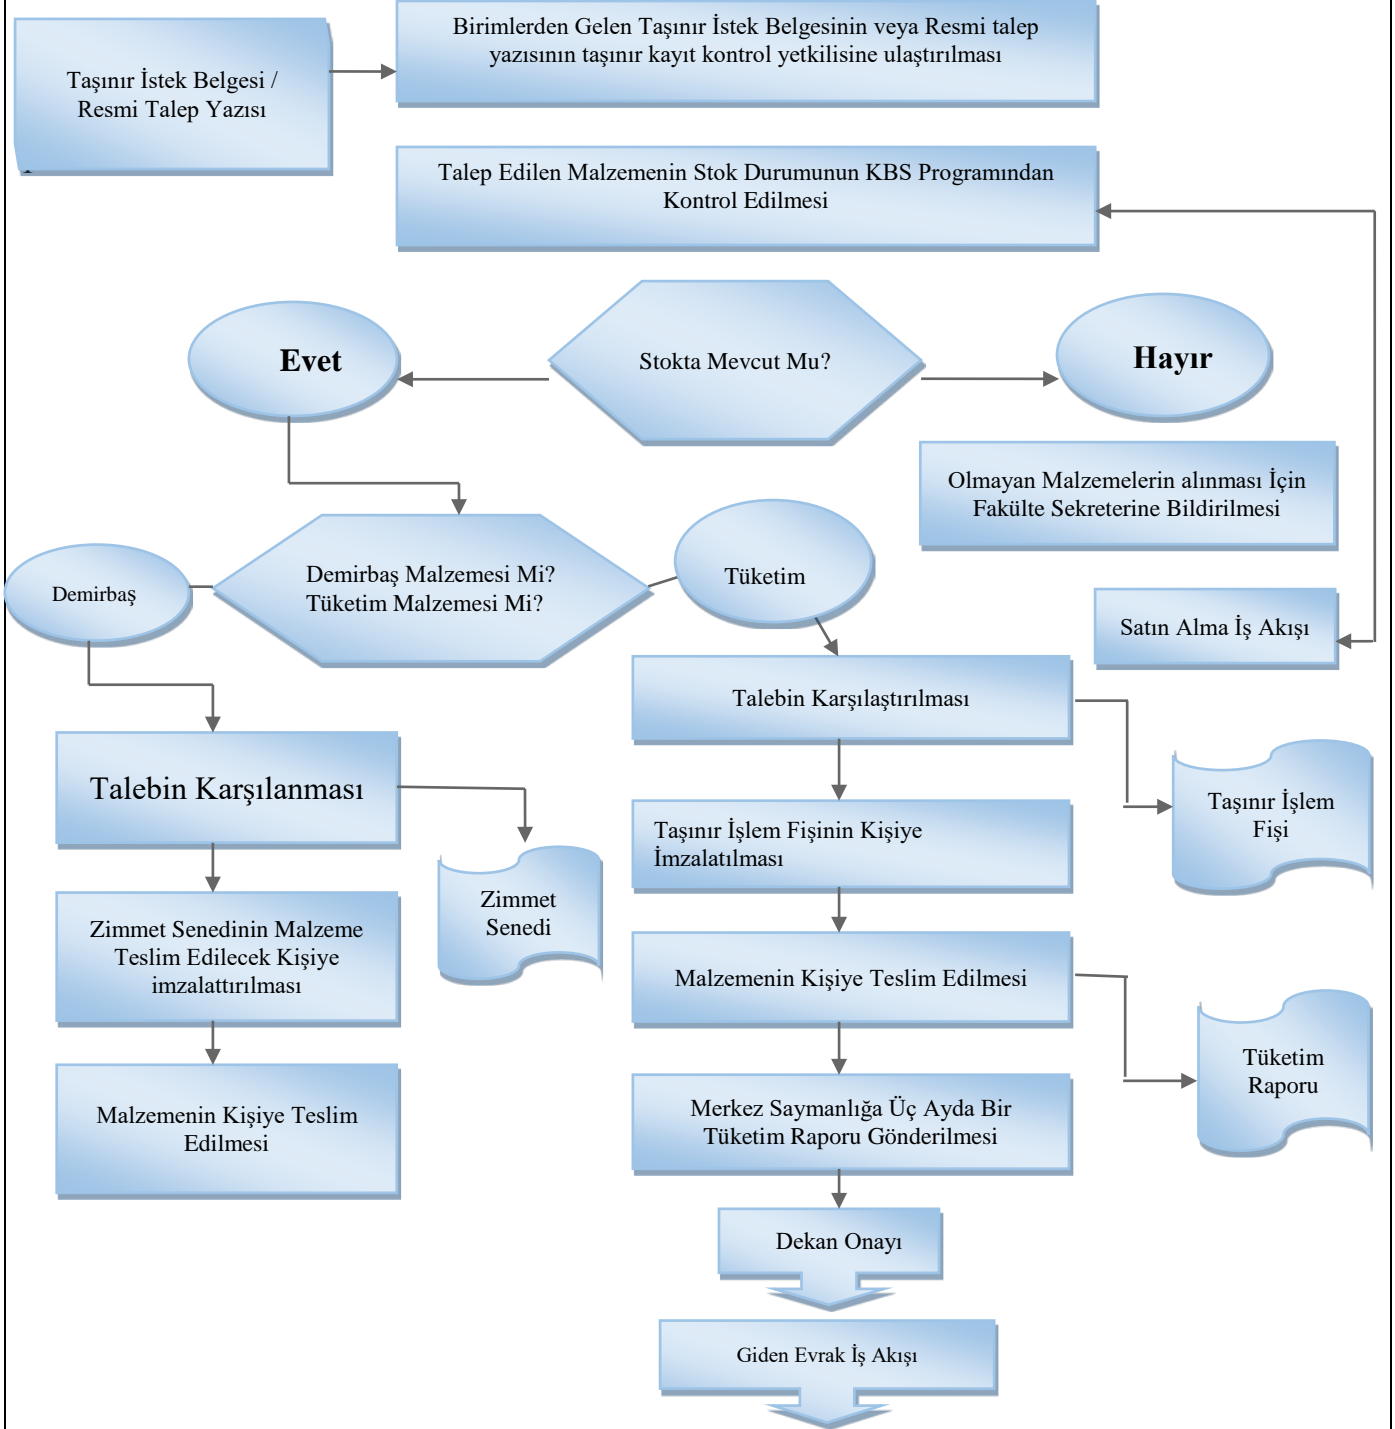 Birimlerden Gelen Taşınır İstek Belgesinin veya Resmi talep
yazısının taşınır kayıt kontrol yetkilisine ulaştırılması
Taşınır İstek Belgesi /
Resmi Talep Yazısı
Talep Edilen Malzemenin Stok Durumunun KBS Programından
Kontrol Edilmesi
Evet
Stokta Mevcut Mu?
Hayır
Olmayan Malzemelerin alınması İçin
Fakülte Sekreterine Bildirilmesi
Demirbaş
Demirbaş Malzemesi Mi?
Tüketim Malzemesi Mi?
Tüketim
Satın Alma İş Akışı
Talebin Karşılaştırılması
Talebin Karşılanması
Taşınır İşlem
Fişi
Taşınır İşlem Fişinin Kişiye
İmzalatılması
Zimmet
Senedi
Zimmet Senedinin Malzeme
Teslim Edilecek Kişiye
imzalattırılması
Malzemenin Kişiye Teslim Edilmesi
Tüketim
Raporu
Malzemenin Kişiye Teslim
Edilmesi
Merkez Saymanlığa Üç Ayda Bir
Tüketim Raporu Gönderilmesi
Dekan Onayı
Giden Evrak İş Akışı